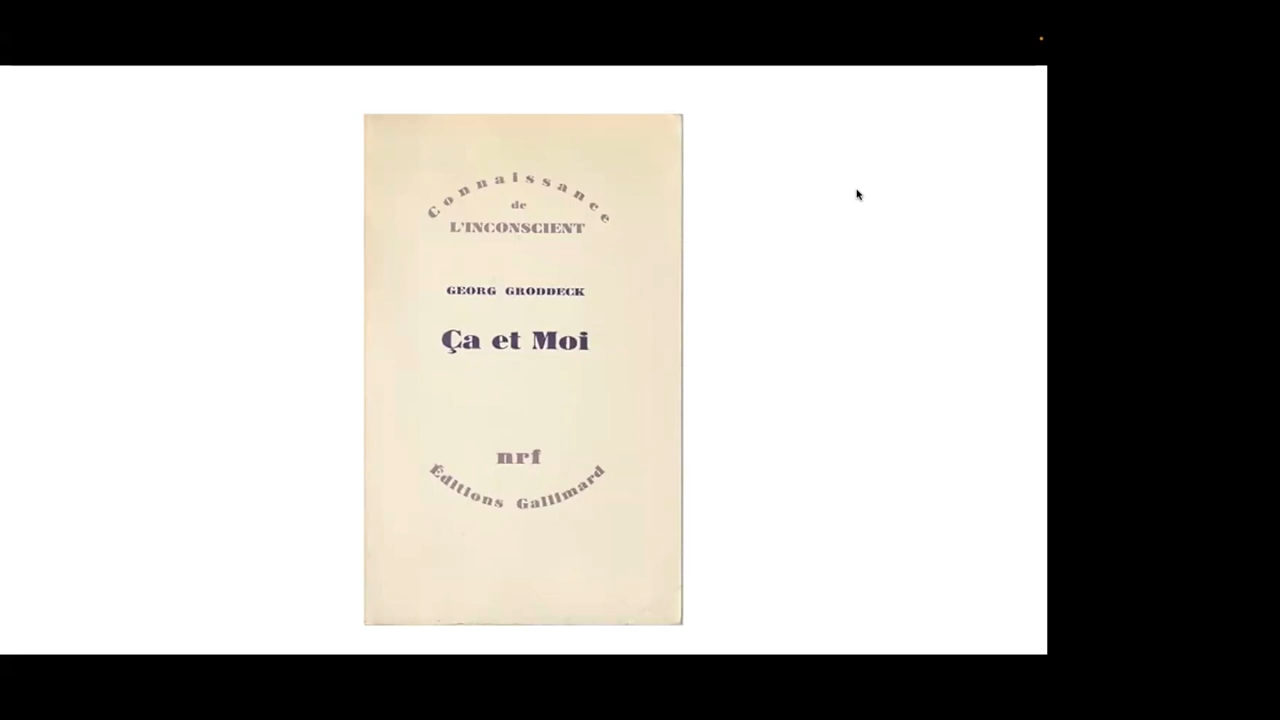 Connaissance
de
L'INCONSCIENT
GEORG GRODDECK
Ça et Moi
nrf
Éditions Gallimard